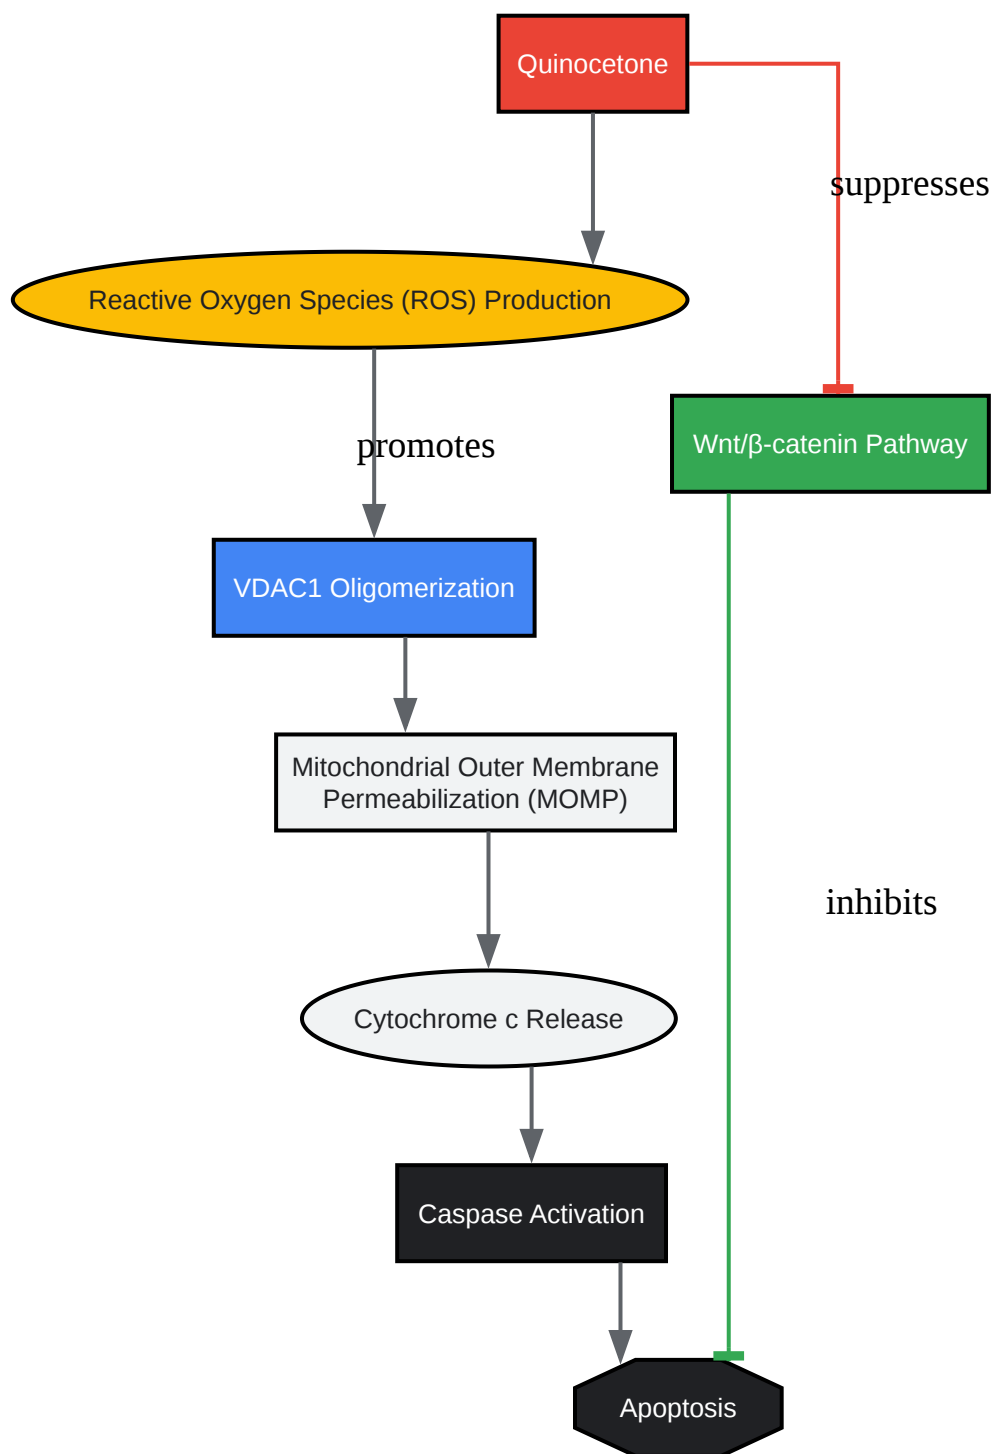 Quinocetone
suppresses
Reactive Oxygen Species (ROS) Production
promotes
Wnt/β-catenin Pathway
VDAC1 Oligomerization
Mitochondrial Outer Membrane
Permeabilization (MOMP)
inhibits
Cytochrome c Release
Caspase Activation
Apoptosis